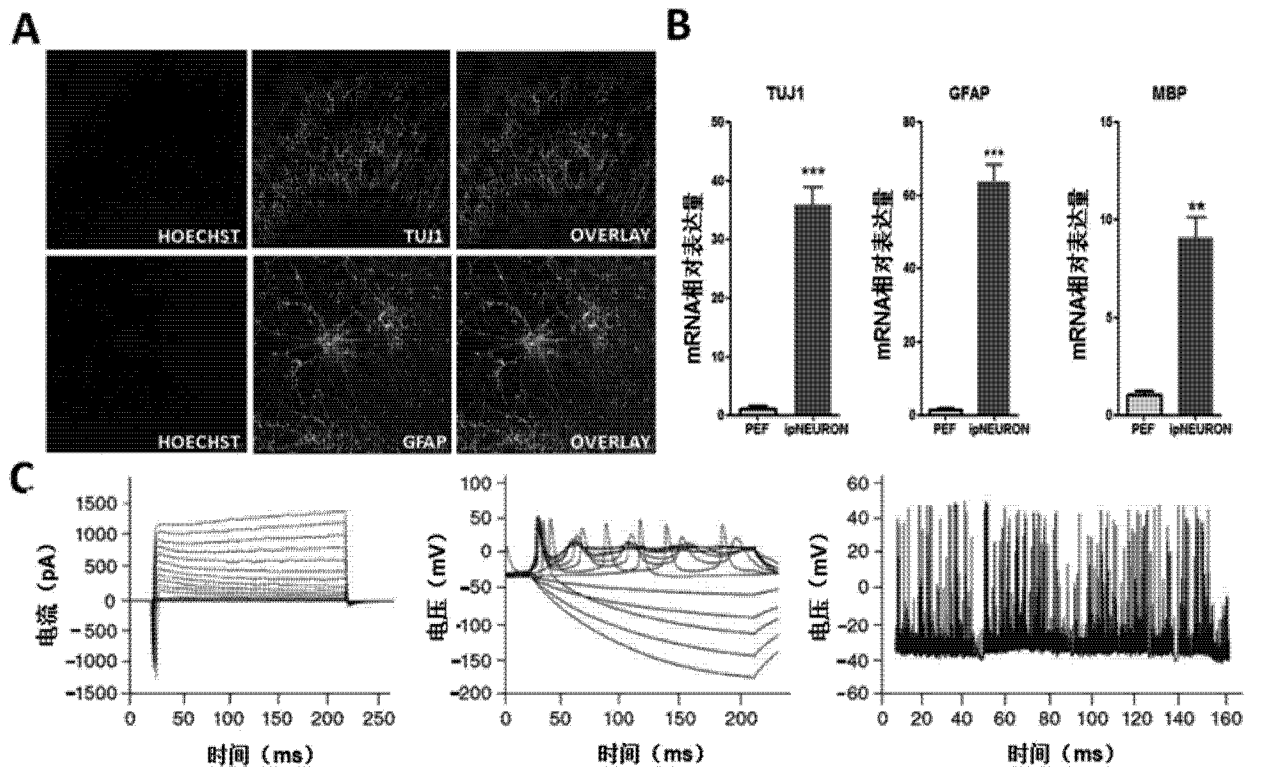 A
HOECHST
TUJ1
OVERLAY
HOECHST
GFAP
OVERLAY
B
TUJ1
mRNA相对表达量
50
40
30
20
10
0
***
PEF
ipNEURON
GFAP
mRNA相对表达量
80
60
40
20
0
***
PEF
ipNEURON
MBP
mRNA相对表达量
15
10
5
0
**
PEF
ipNEURON
C
电流（pA）
1500
1000
500
0
−500
−1000
−1500
0
50
100
150
200
250
时间（ms）
电压（mV）
100
50
0
−50
−100
−150
−200
0
50
100
150
200
时间（ms）
电压（mV）
60
40
20
0
−20
−40
−60
0
20
40
60
80
100
120
140
160
时间（ms）